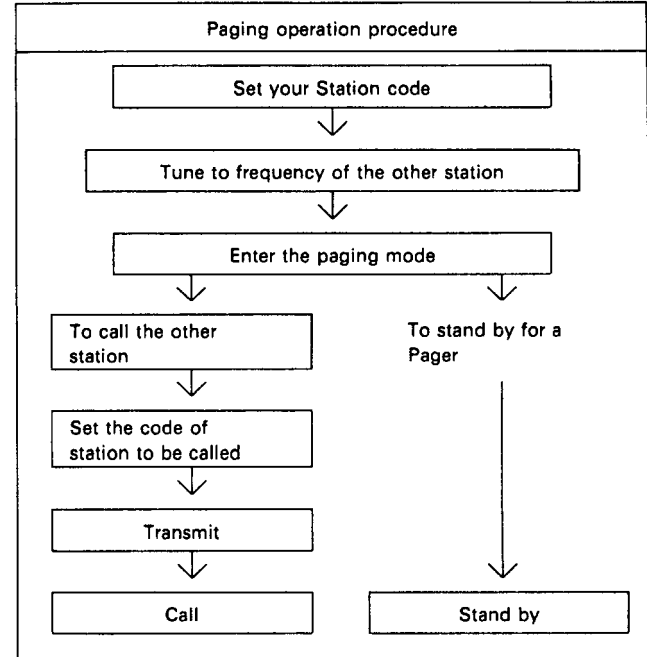 Paging operation procedure
Set your Station code
Tune to frequency of the other station
Enter the paging mode
To call the other
station
To stand by for a
Pager
Set the code of
station to be called
Transmit
Call
Stand by